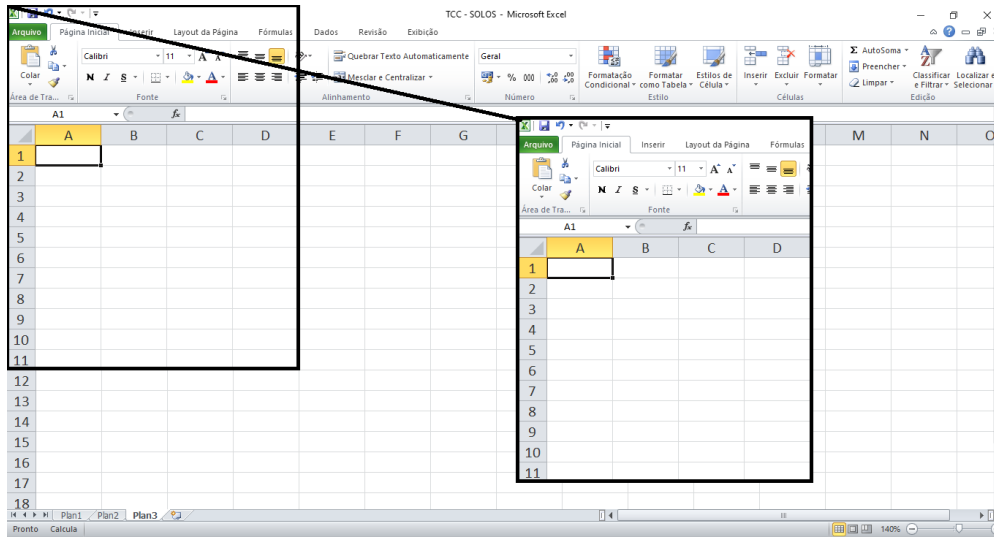 TCC - SOLOS - Microsoft Excel
Arquivo Página Inicial Inserir Layout da Página Fórmulas Dados Revisão Exibição
Colar
Calibri 11 A A
N I S A
Quebrar Texto Automaticamente
Mesclar e Centralizar
Geral
% 000
Formatação Condicional
Formatar como Tabela
Estilos de Célula
Inserir Excluir Formatar
Σ AutoSoma
Preencher
Limpar
Classificar e Filtrar
Localizar e Selecionar
Área de Tra... Fonte Alinhamento Número Estilo Células Edição
A1 fx
A B C D E F G M N
1
2
3
4
5
6
7
8
9
10
11
12
13
14
15
16
17
18
Arquivo Página Inicial Inserir Layout da Página Fórmulas
Colar
Calibri 11 A A
N I S A
Área de Tra... Fonte
A1 fx
A B C D
1
2
3
4
5
6
7
8
9
10
11
Plan1 Plan2 Plan3
Pronto Calcula 140%